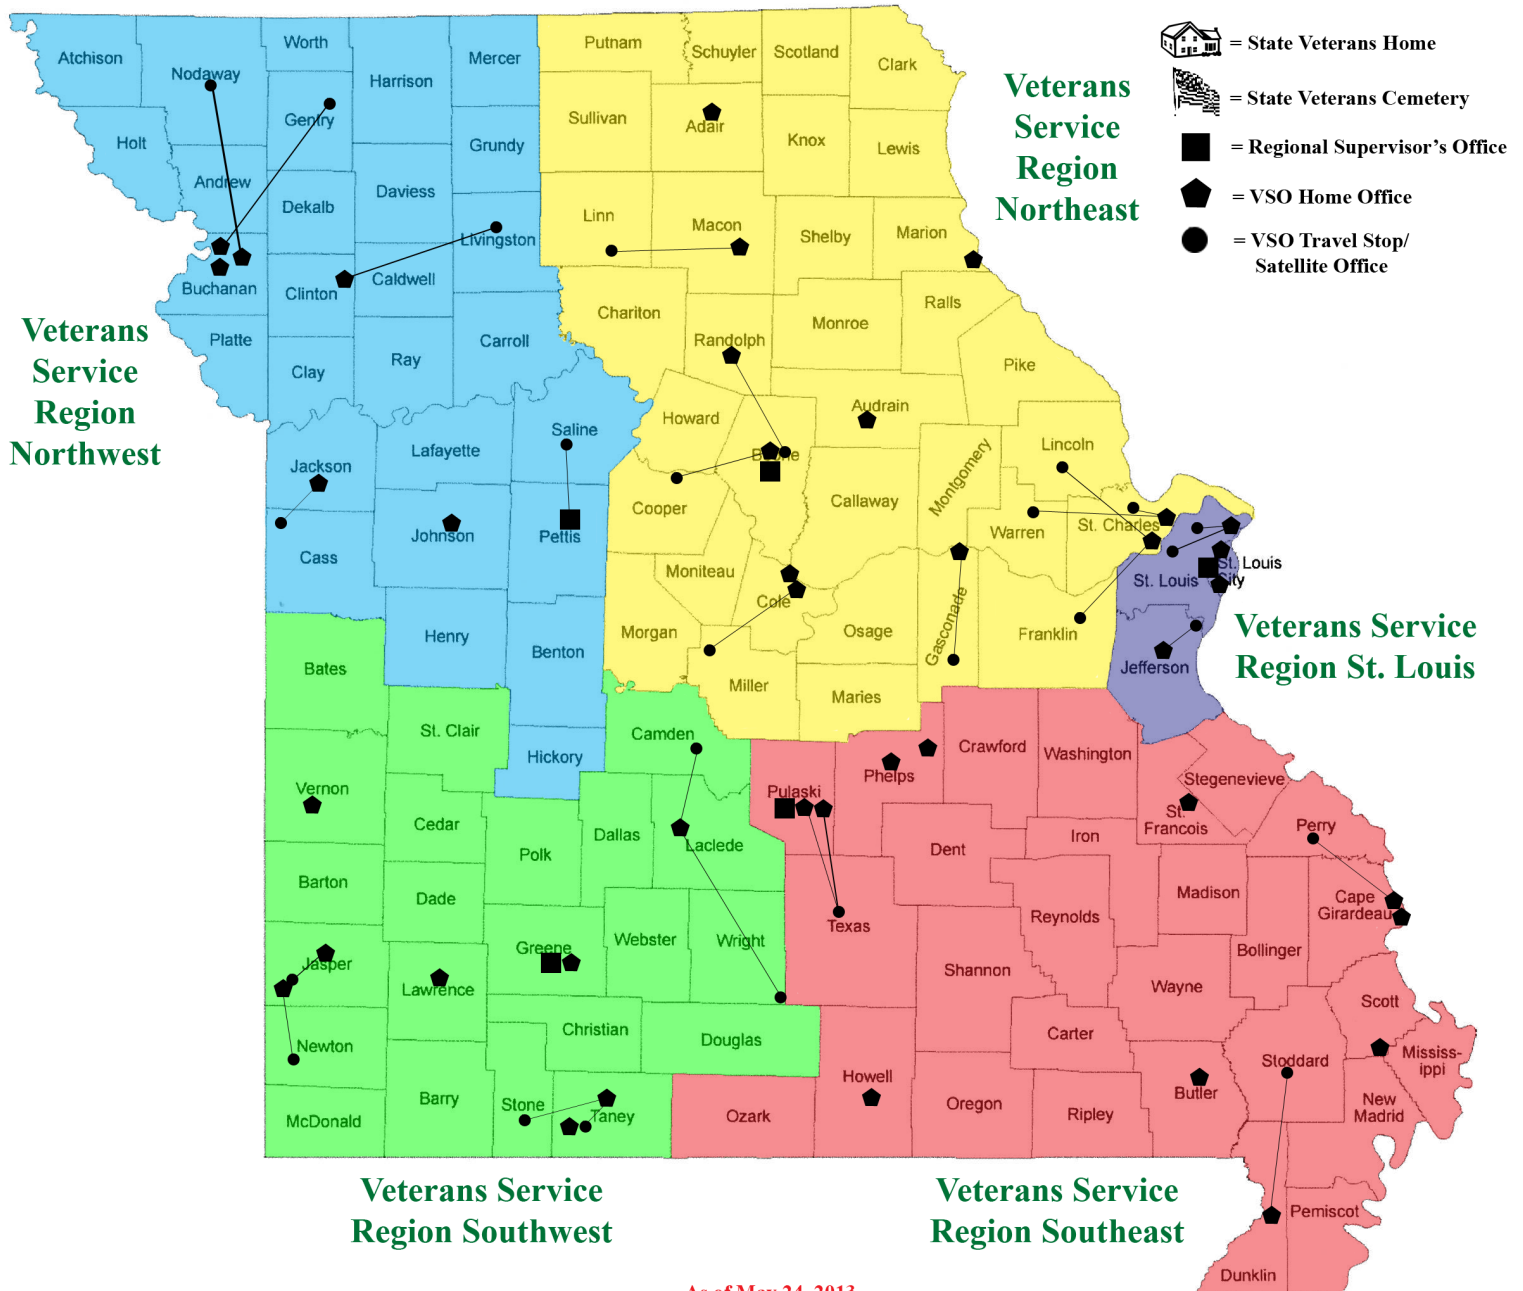 Veterans
Service
Region
Northeast
= State Veterans Home
= State Veterans Cemetery
= Regional Supervisor's Office
= VSO Home Office
= VSO Travel Stop/
Satellite Office
Veterans
Service
Region
Northwest
Atchison
Nodaway
Worth
Harrison
Mercer
Gentry
Holt
Andrew
Dekalb
Daviess
Grundy
Livingston
Buchanan
Clinton
Caldwell
Platte
Clay
Ray
Carroll
Jackson
Lafayette
Saline
Cass
Johnson
Pettis
Henry
Benton
Hickory
Putnam
Schuyler
Scotland
Clark
Sullivan
Adair
Knox
Lewis
Linn
Macon
Shelby
Marion
Chariton
Randolph
Monroe
Ralls
Pike
Howard
Boone
Audrain
Cooper
Callaway
Montgomery
Lincoln
Warren
St. Charles
Moniteau
Cole
Morgan
Miller
Osage
Maries
Gasconade
Franklin
St. Louis
St. Louis
City
Jefferson
Veterans Service
Region St. Louis
Bates
St. Clair
Camden
Vernon
Cedar
Polk
Dallas
Laclede
Barton
Dade
Greene
Webster
Wright
Jasper
Lawrence
Newton
Christian
Douglas
McDonald
Barry
Stone
Taney
Pulaski
Phelps
Crawford
Washington
Stegenevieve
St.
Francois
Perry
Dent
Iron
Texas
Reynolds
Madison
Cape
Girardeau
Bollinger
Shannon
Wayne
Scott
Carter
Stoddard
Mississ-
ippi
Howell
Oregon
Ripley
Butler
New
Madrid
Ozark
Pemiscot
Dunklin
Veterans Service
Region Southwest
Veterans Service
Region Southeast
As of May 24, 2013